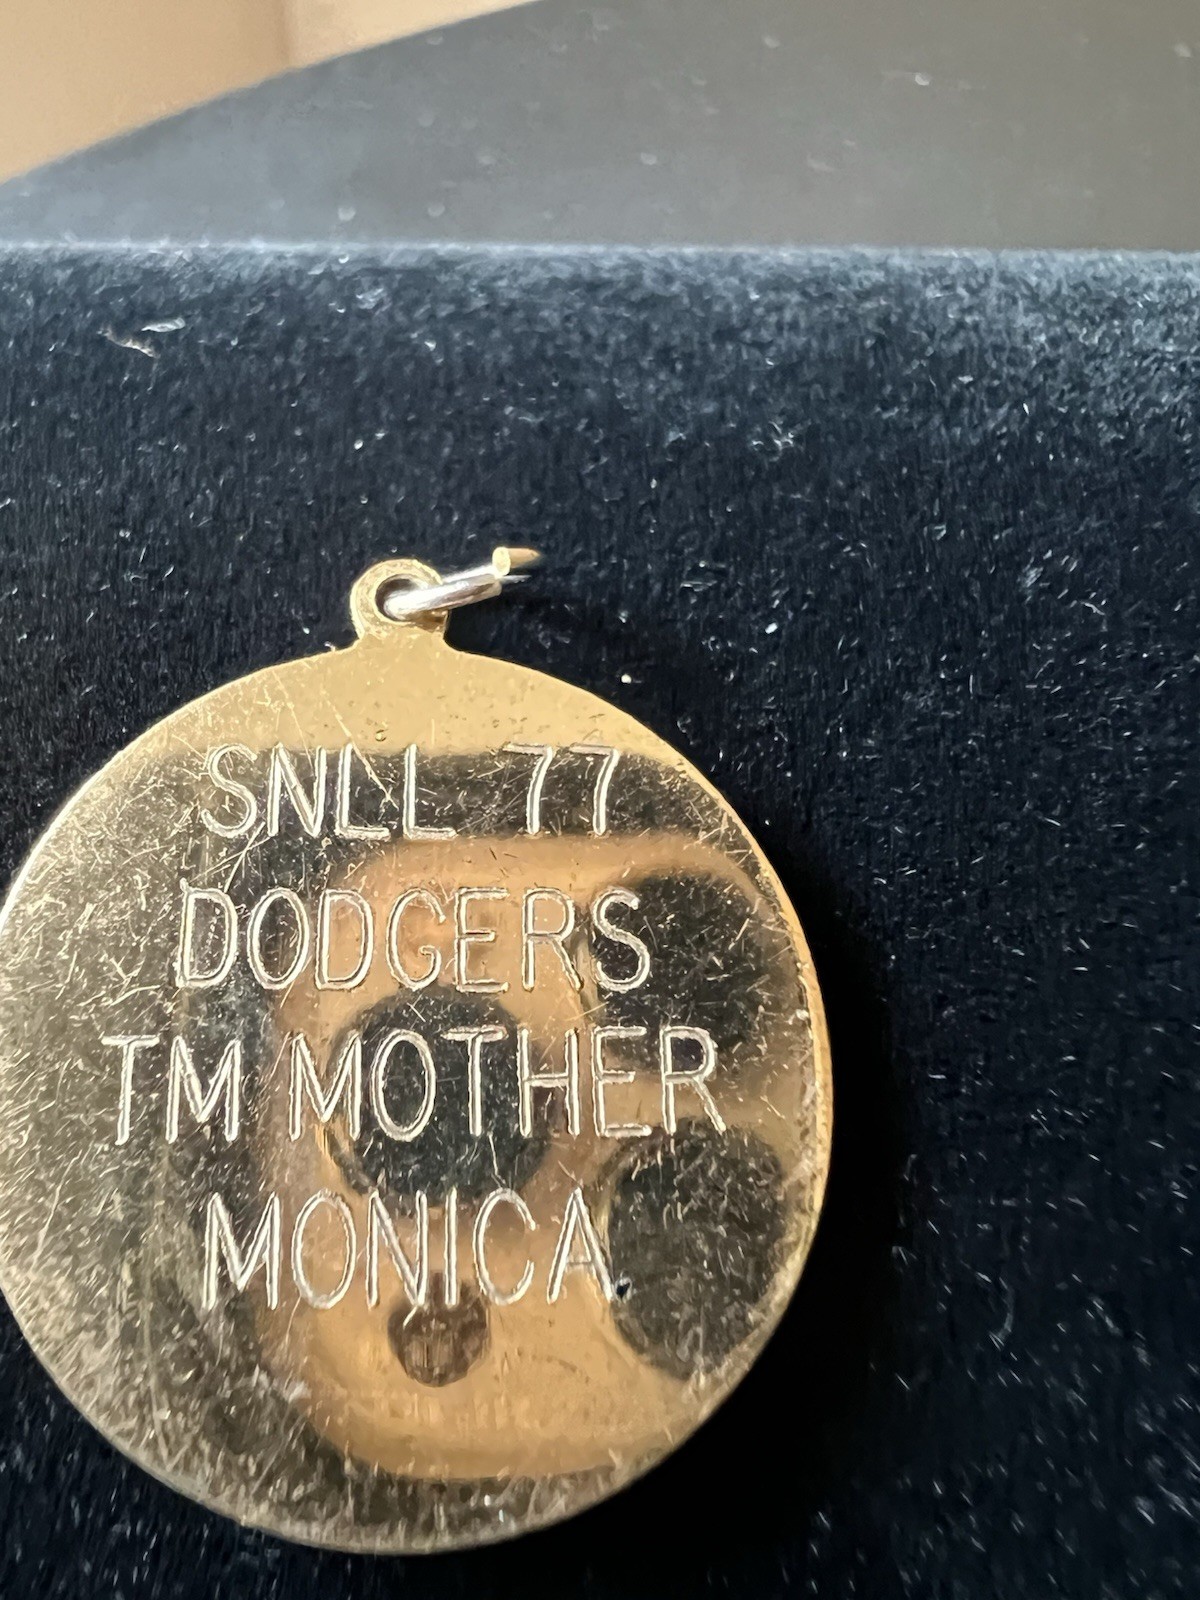 SNLL 77
DODGERS
TM MOTHER
MONICA